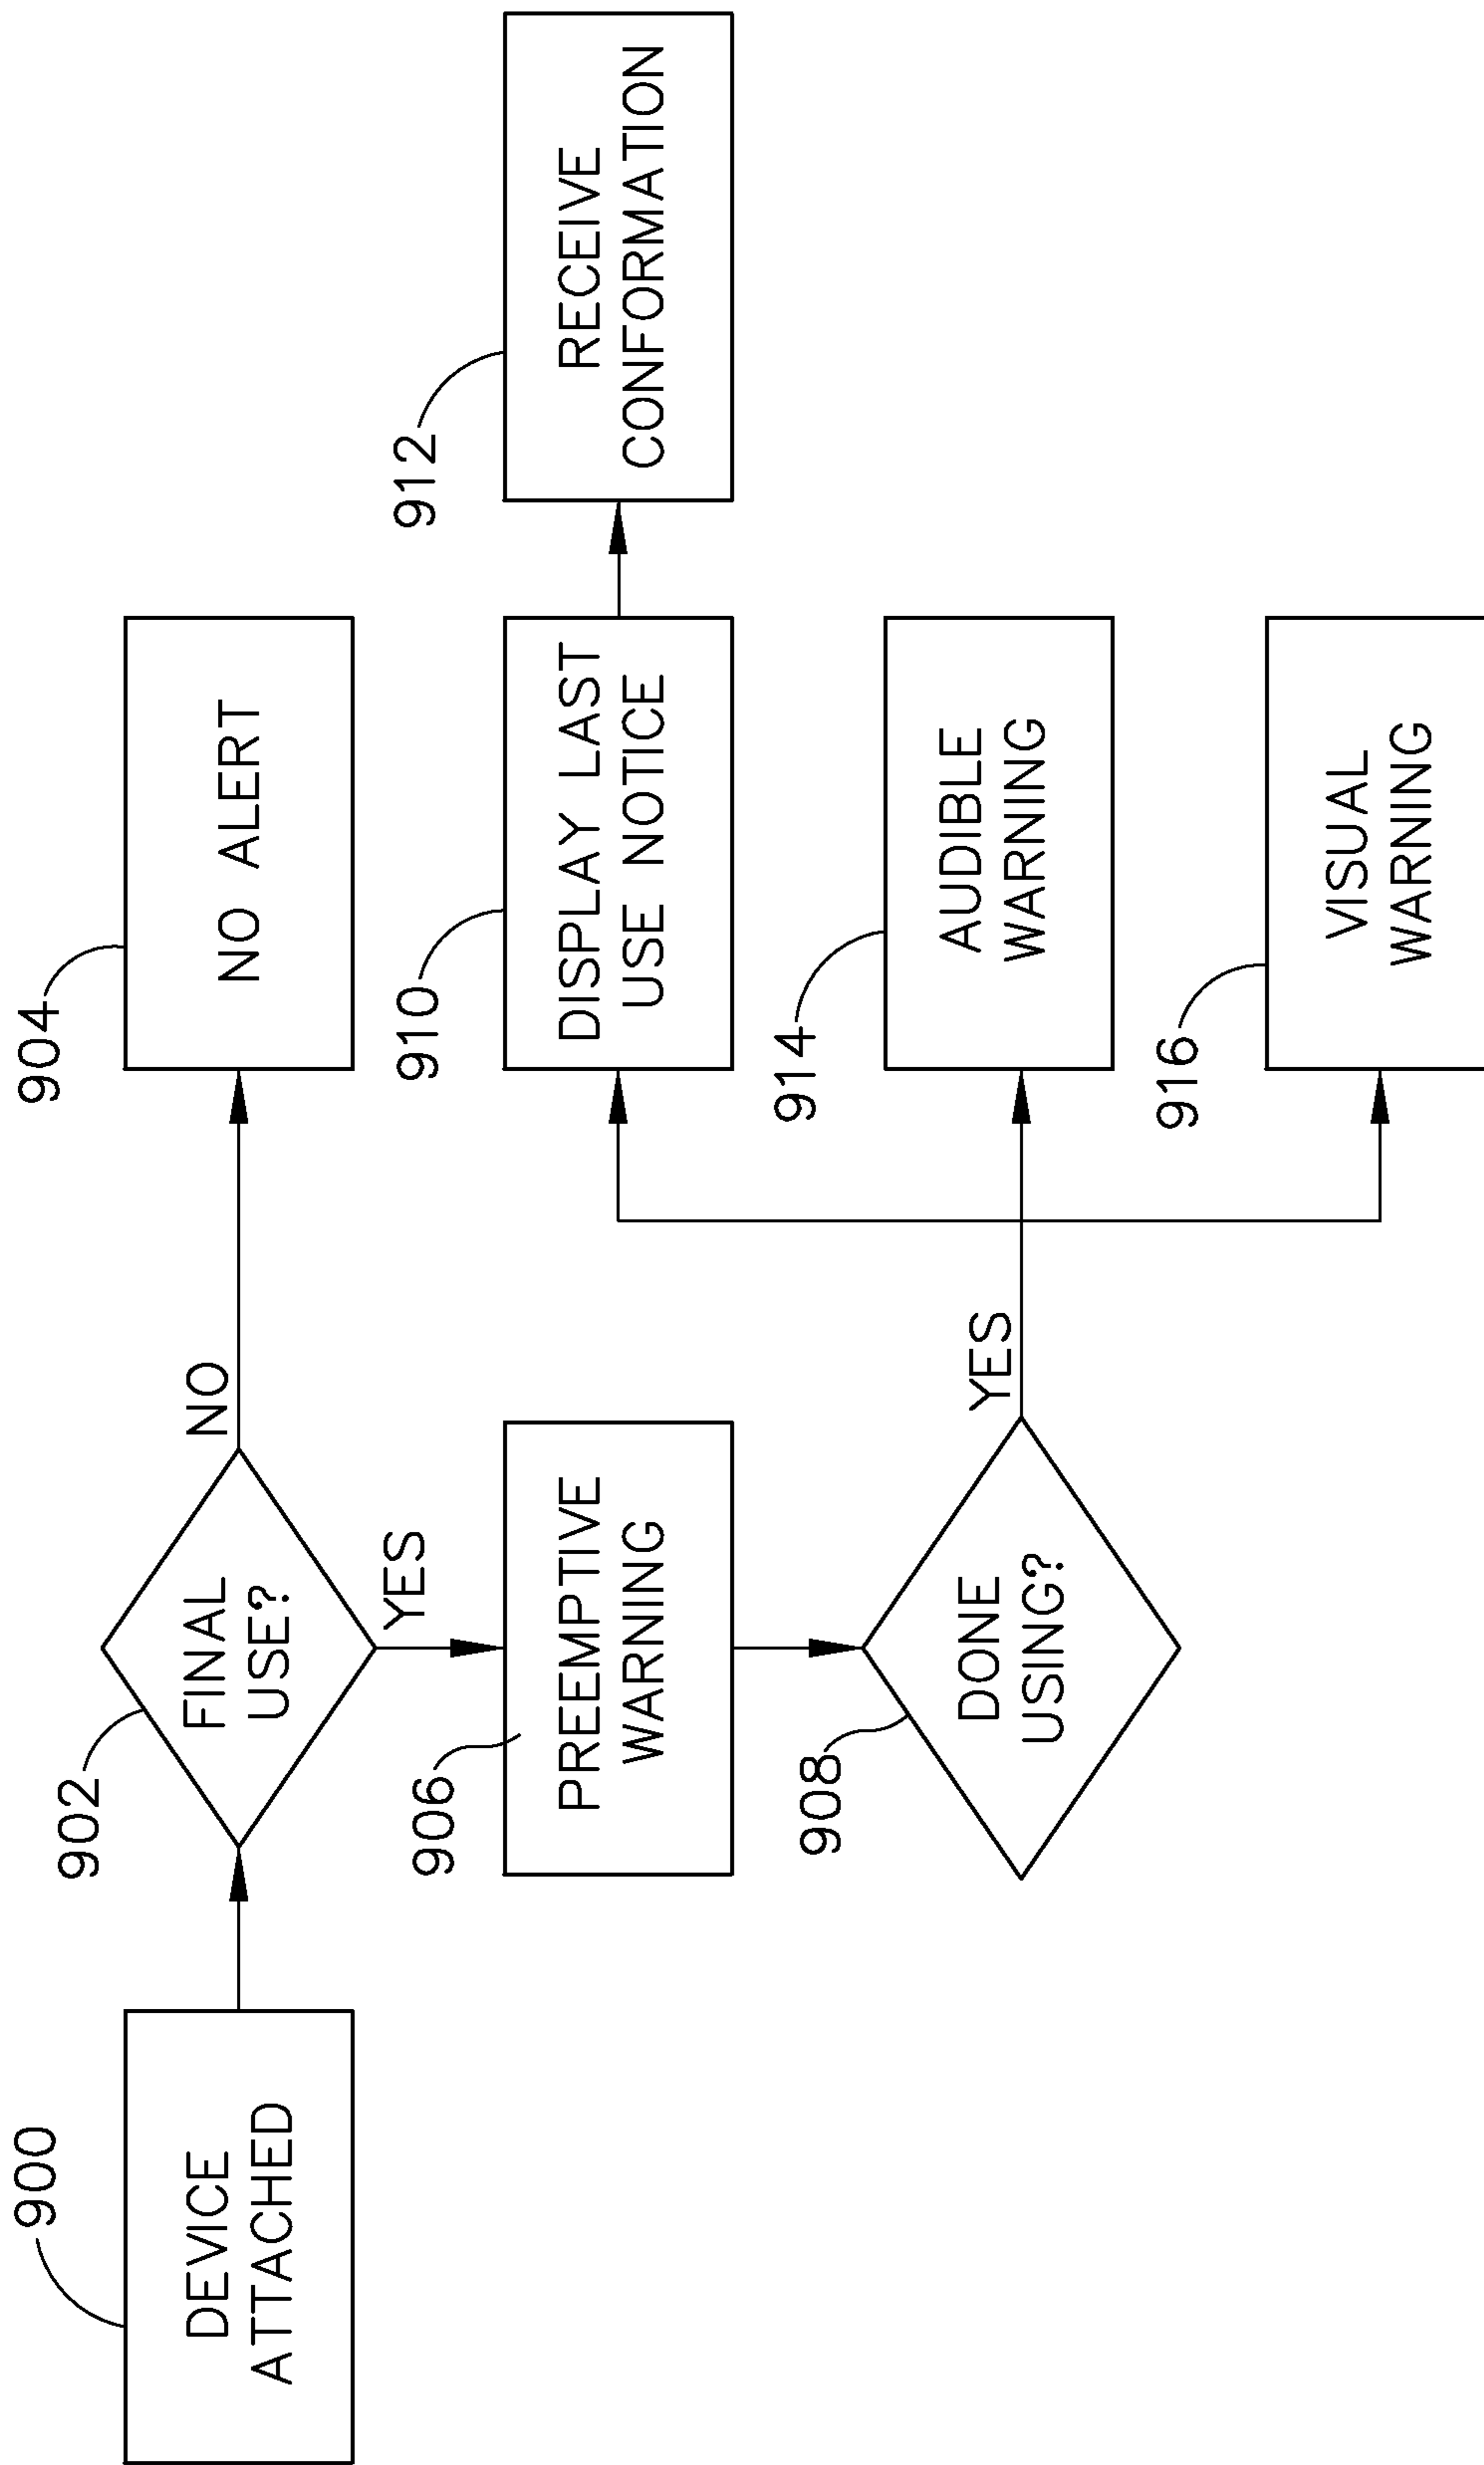 900
DEVICE
ATTACHED
902
FINAL
USE?
NO
904
NO ALERT
YES
906
PREEMPTIVE
WARNING
908
DONE
USING?
YES
910
DISPLAY LAST
USE NOTICE
912
RECEIVE
CONFORMATION
914
AUDIBLE
WARNING
916
VISUAL
WARNING